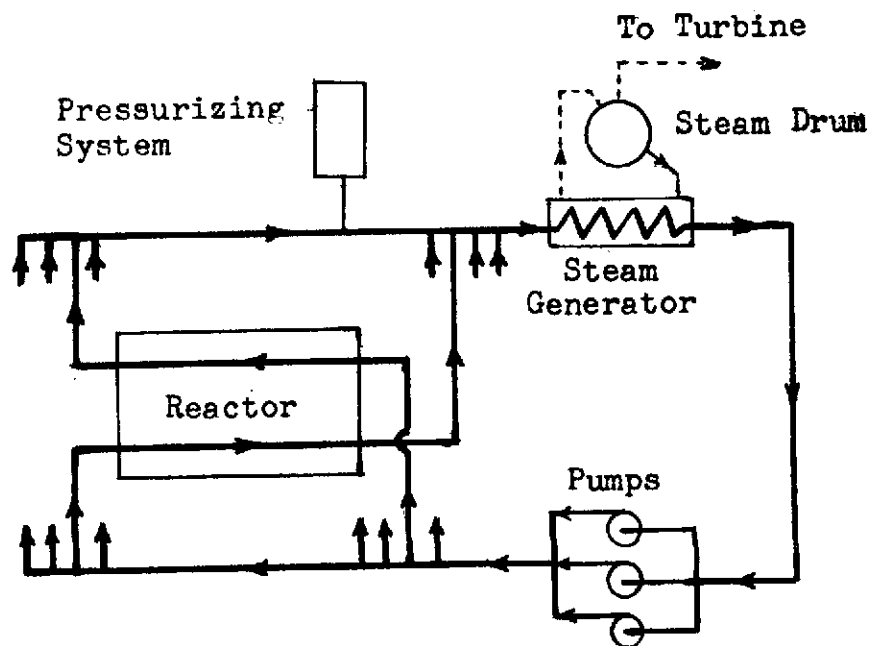 To Turbine
Pressurizing
System
Steam Drum
Steam
Generator
Reactor
Pumps